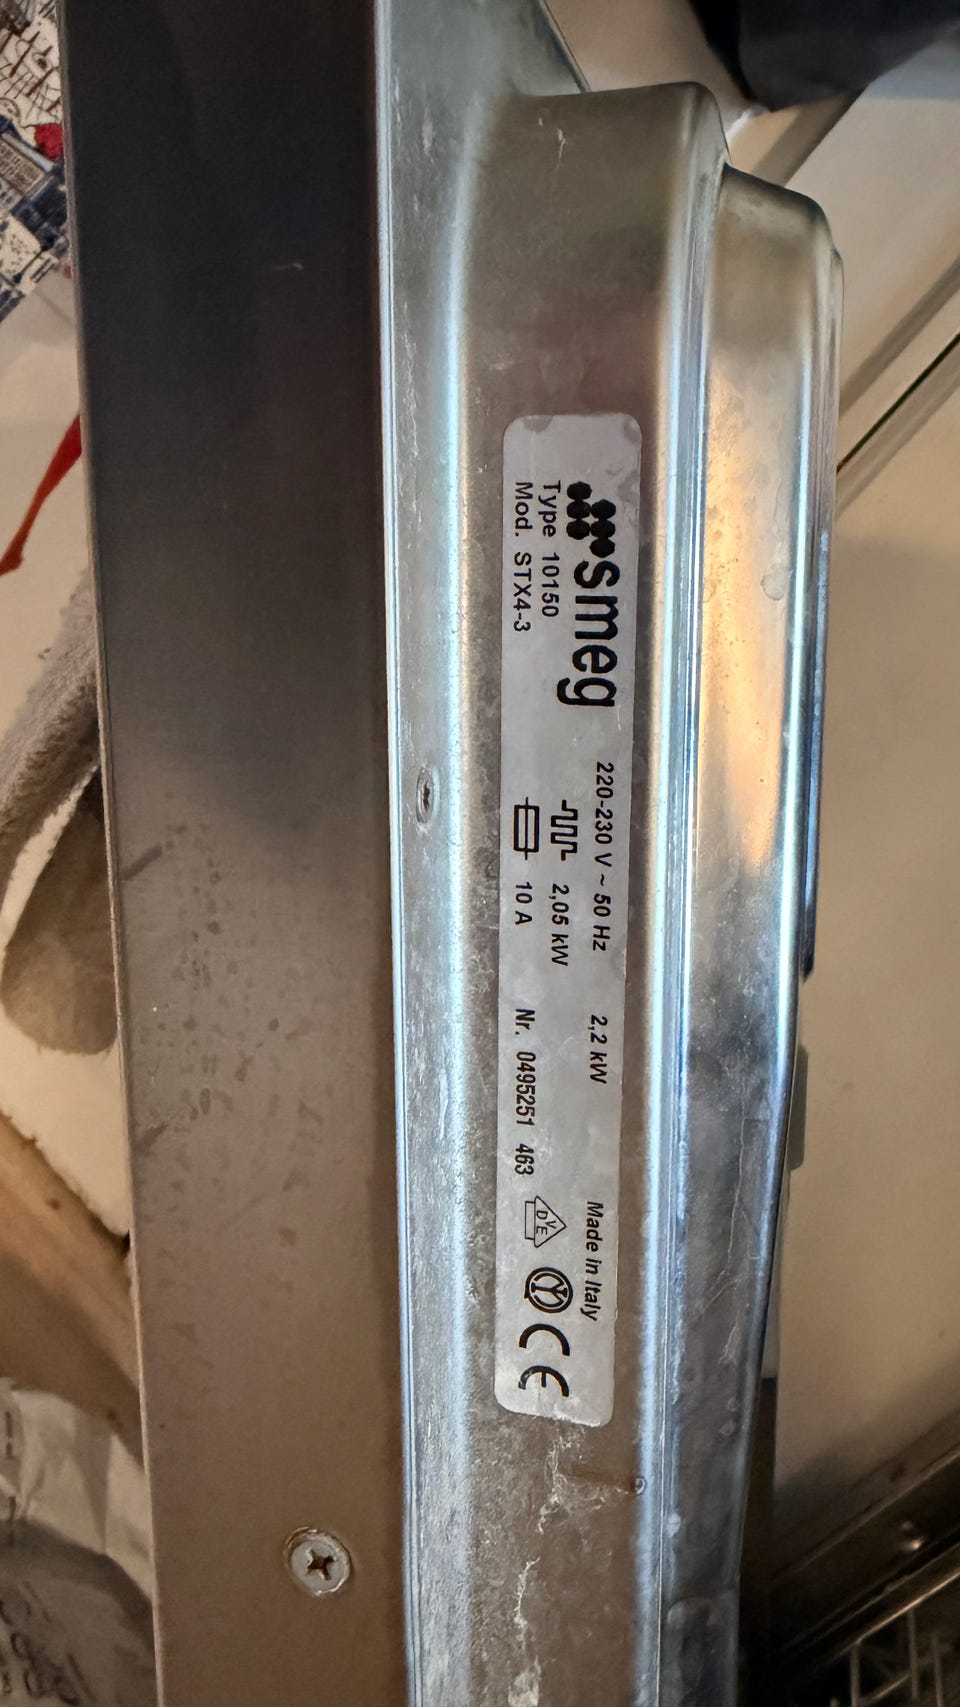 smeg
Type 10150
Mod. STX4-3
220-230 V ~ 50 Hz
2,2 kW
2,05 kW
10 A
Nr. 0495251 463
Made in Italy
VDE
CE